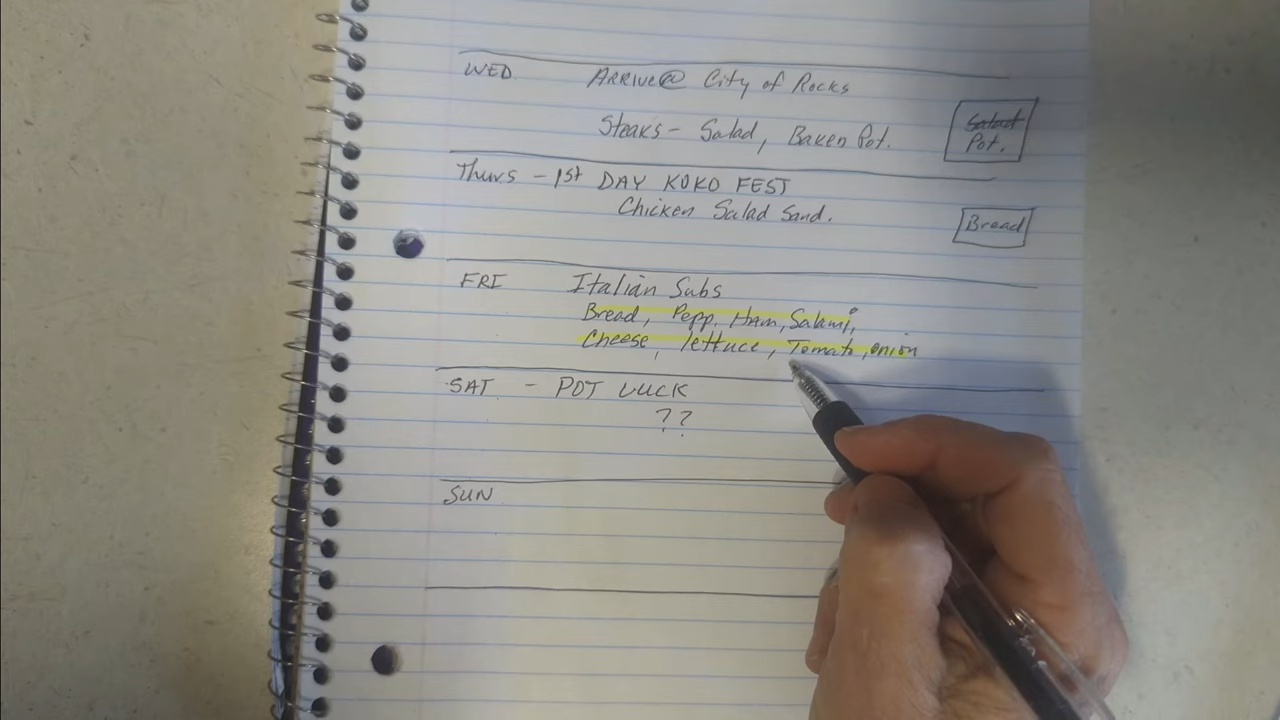 WED. ARRIVE@ City of Rocks
Steaks - Salad, Baken Pot.
Salad
Pot.
Thurs - 1st DAY KOKO FEST
Chicken Salad Sand.
Bread
FRI Italian Subs
Bread, Pepp. Ham, Salami,
Cheese, lettuce, Tomato, onion
SAT - POT LUCK
??
SUN